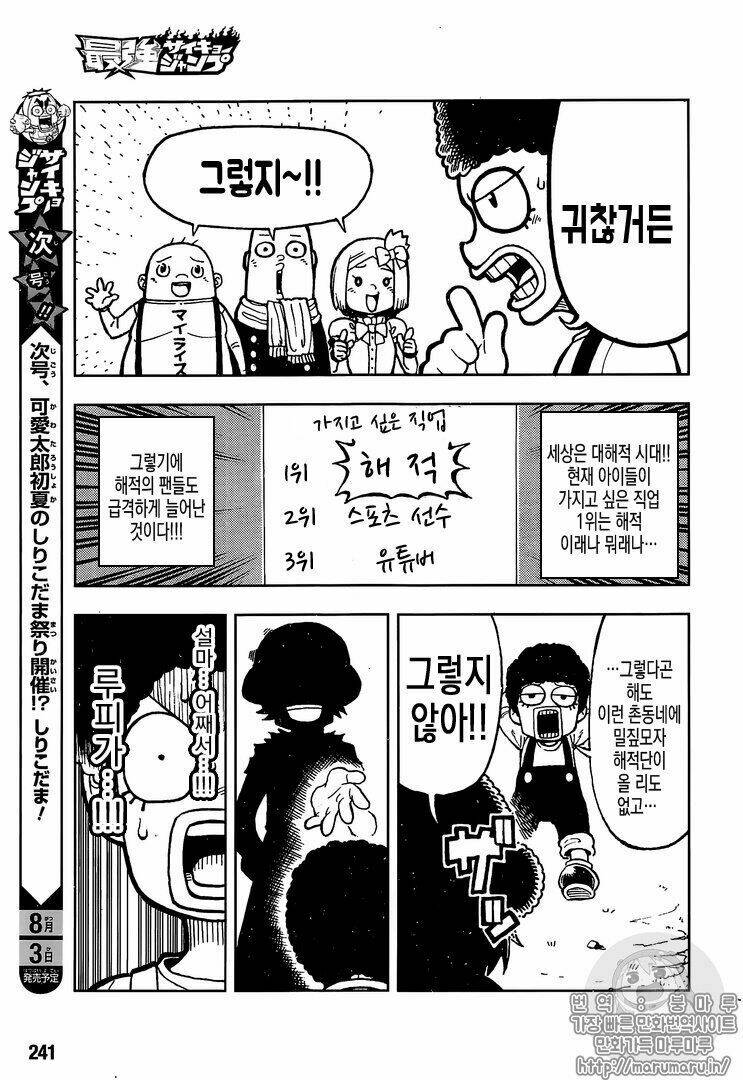 最強
サイキョー
ジャンプ
귀찮거든
그렇지~!!
マイライス
세상은 대해적 시대!!
현재 아이들이
가지고 싶은 직업
1위는 해적
이래나 뭐래나…
가지고 싶은 직업
1위 해적
2위 스포츠 선수
3위 유튜버
그렇기에
해적의 팬들도
급격하게 늘어난
것이다!!!
…그렇다곤
해도
이런 촌동네에
밀짚모자
해적단이
올 리도
없고…
그렇지
않아!!
ザッ
설마…어째서…!!!
루피가…!!!
サイキョー
ジャンプ
次号!!
次号、可愛太郎初夏のしりこだま祭り開催!? しりこだま!
8月
3日
発売予定
241
번역:붕마루
가장 빠른 만화번역사이트
만화가득 마루마루
http://marumaru.in/